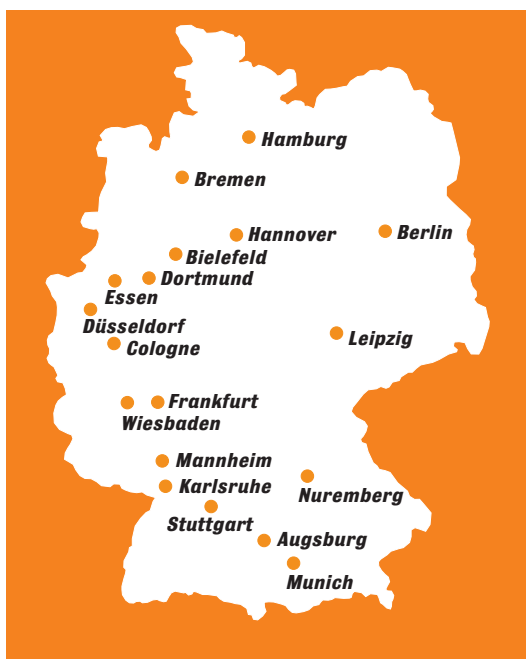 Hamburg
Bremen
Hannover
Berlin
Bielefeld
Dortmund
Essen
Düsseldorf
Leipzig
Cologne
Frankfurt
Wiesbaden
Mannheim
Karlsruhe
Nuremberg
Stuttgart
Augsburg
Munich